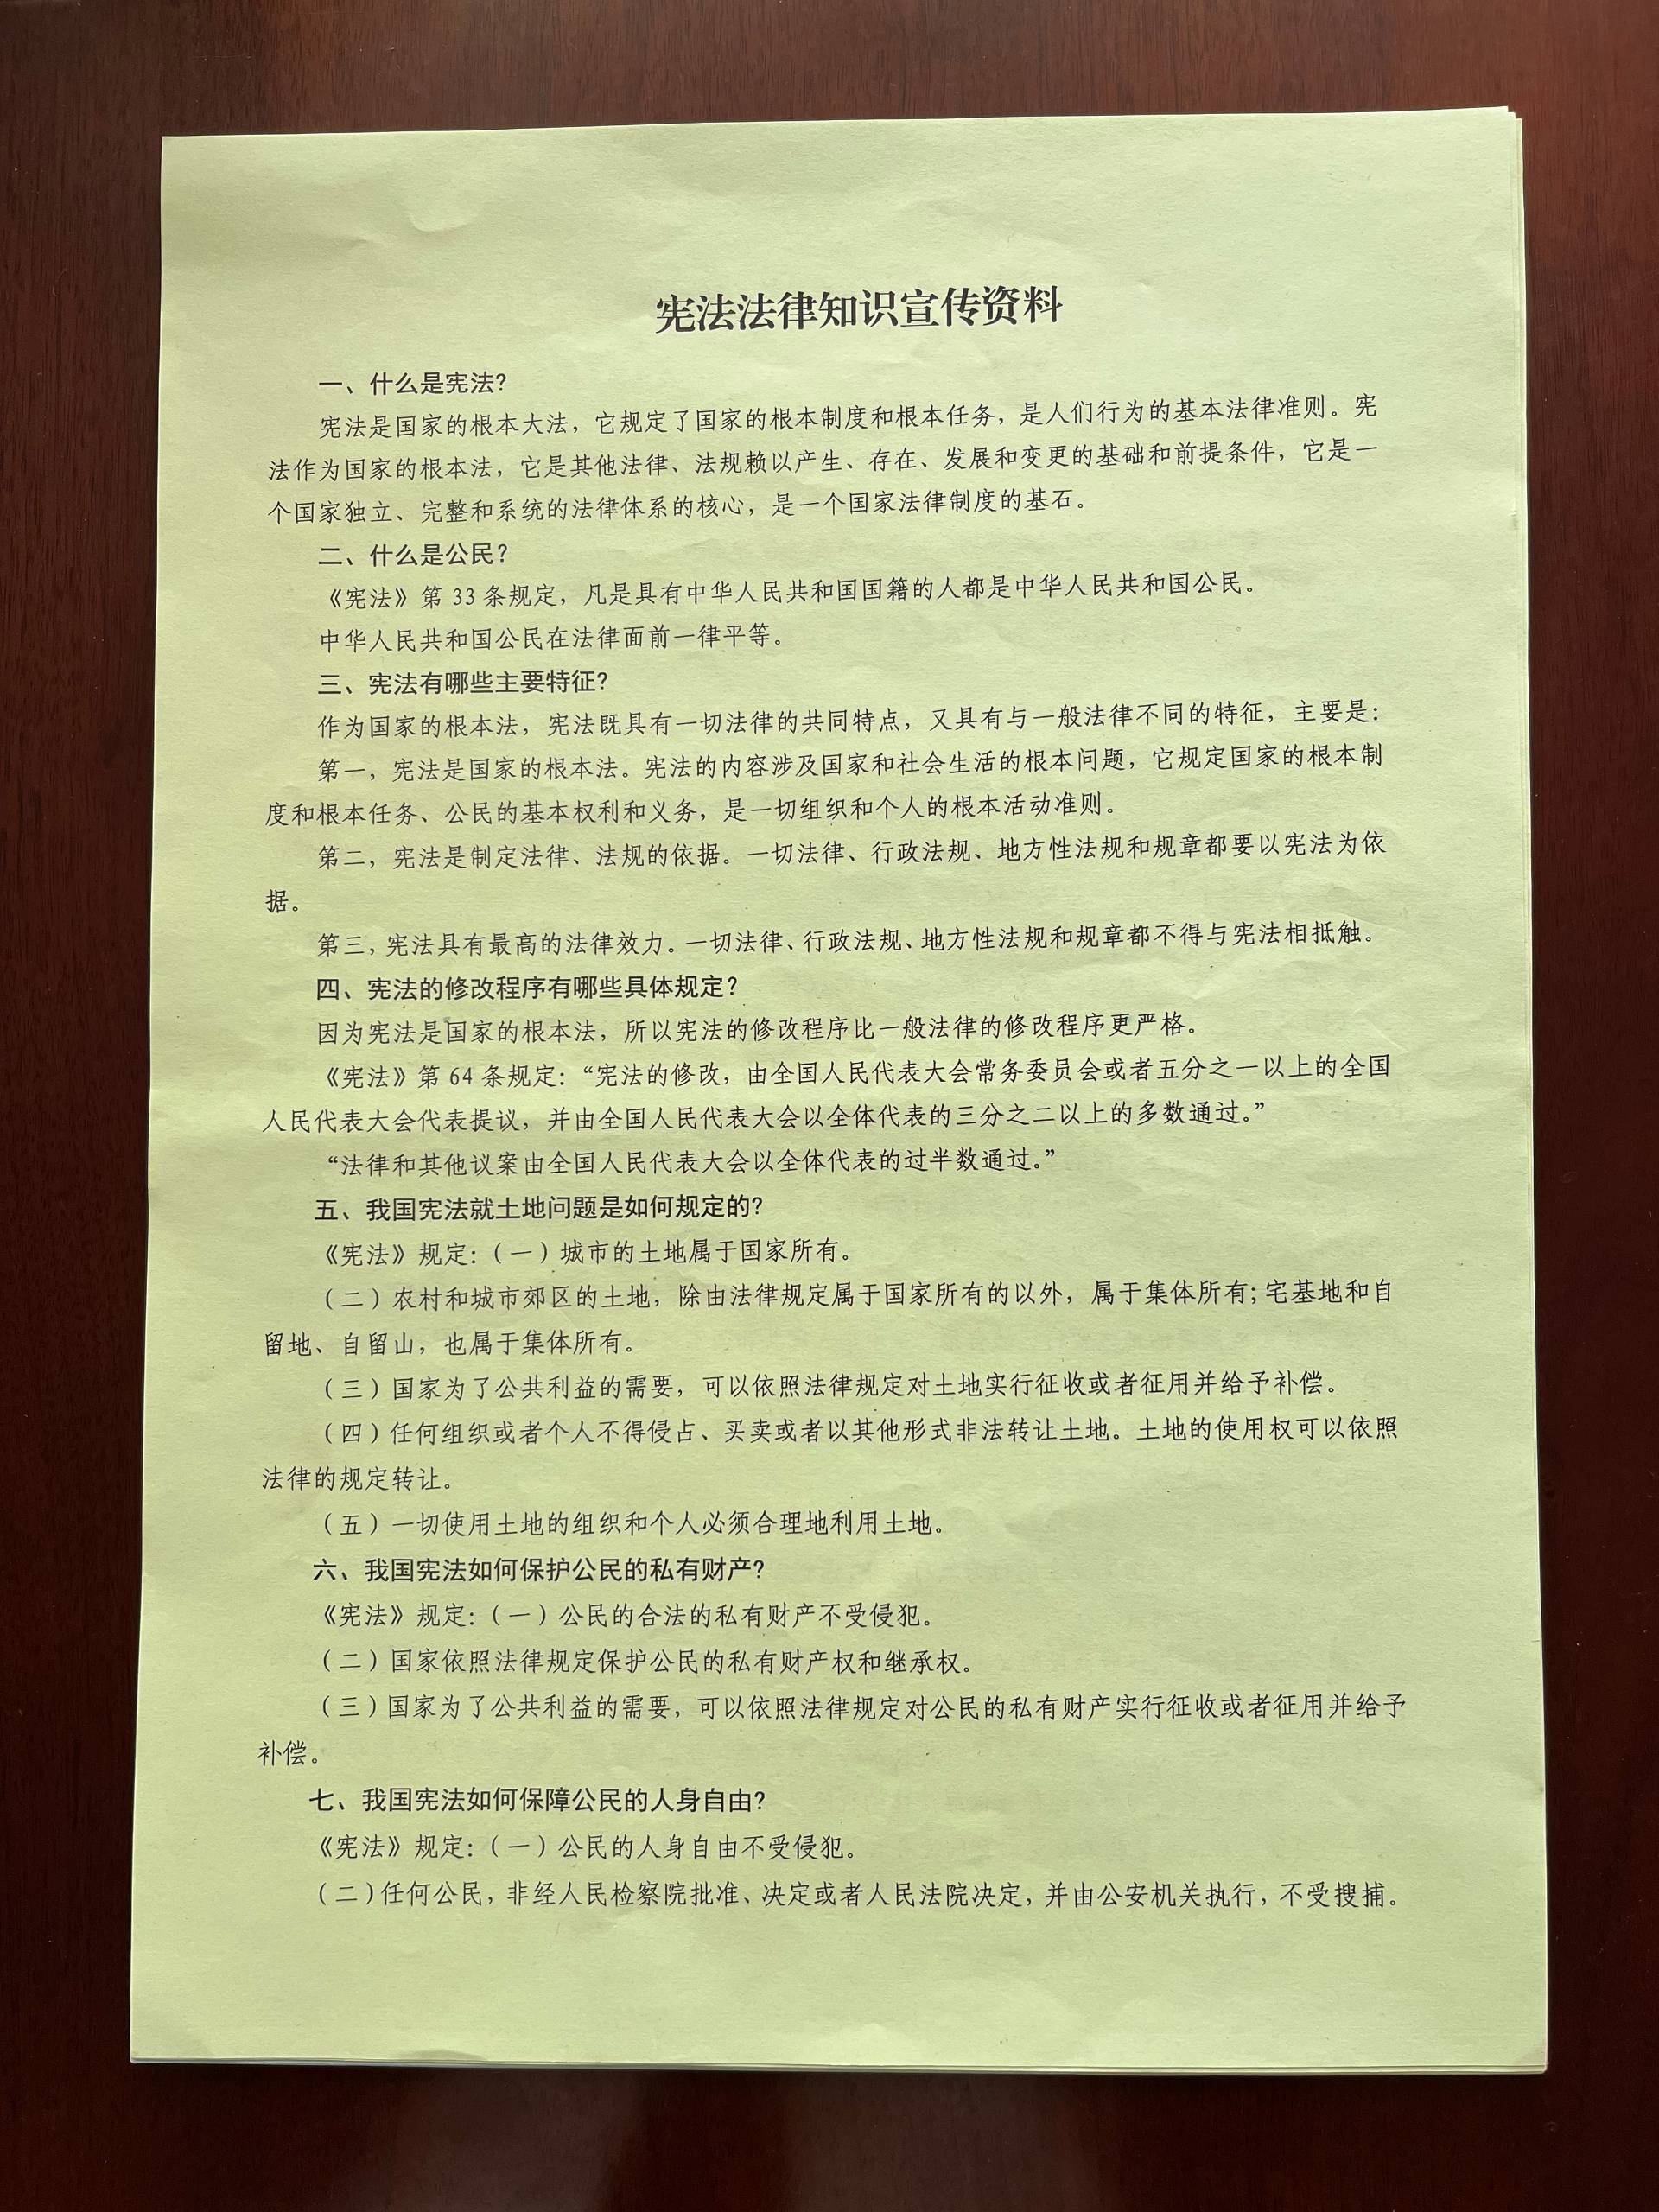 宪法法律知识宣传资料
一、什么是宪法?
宪法是国家的根本大法，它规定了国家的根本制度和根本任务，是人们行为的基本法律准则。宪
法作为国家的根本法，它是其他法律、法规赖以产生、存在、发展和变更的基础和前提条件，它是一
个国家独立、完整和系统的法律体系的核心，是一个国家法律制度的基石。
二、什么是公民?
《宪法》第 33 条规定，凡是具有中华人民共和国国籍的人都是中华人民共和国公民。
中华人民共和国公民在法律面前一律平等。
三、宪法有哪些主要特征?
作为国家的根本法，宪法既具有一切法律的共同特点，又具有与一般法律不同的特征，主要是：
第一，宪法是国家的根本法。宪法的内容涉及国家和社会生活的根本问题，它规定国家的根本制
度和根本任务、公民的基本权利和义务，是一切组织和个人的根本活动准则。
第二，宪法是制定法律、法规的依据。一切法律、行政法规、地方性法规和规章都要以宪法为依
据。
第三，宪法具有最高的法律效力。一切法律、行政法规、地方性法规和规章都不得与宪法相抵触。
四、宪法的修改程序有哪些具体规定?
因为宪法是国家的根本法，所以宪法的修改程序比一般法律的修改程序更严格。
《宪法》第 64 条规定：“宪法的修改，由全国人民代表大会常务委员会或者五分之一以上的全国
人民代表大会代表提议，并由全国人民代表大会以全体代表的三分之二以上的多数通过。”
“法律和其他议案由全国人民代表大会以全体代表的过半数通过。”
五、我国宪法就土地问题是如何规定的?
《宪法》规定：（一）城市的土地属于国家所有。
（二）农村和城市郊区的土地，除由法律规定属于国家所有的以外，属于集体所有；宅基地和自
留地、自留山，也属于集体所有。
（三）国家为了公共利益的需要，可以依照法律规定对土地实行征收或者征用并给予补偿。
（四）任何组织或者个人不得侵占、买卖或者以其他形式非法转让土地。土地的使用权可以依照
法律的规定转让。
（五）一切使用土地的组织和个人必须合理地利用土地。
六、我国宪法如何保护公民的私有财产?
《宪法》规定：（一）公民的合法的私有财产不受侵犯。
（二）国家依照法律规定保护公民的私有财产权和继承权。
（三）国家为了公共利益的需要，可以依照法律规定对公民的私有财产实行征收或者征用并给予
补偿。
七、我国宪法如何保障公民的人身自由?
《宪法》规定：（一）公民的人身自由不受侵犯。
（二）任何公民，非经人民检察院批准、决定或者人民法院决定，并由公安机关执行，不受搜捕。